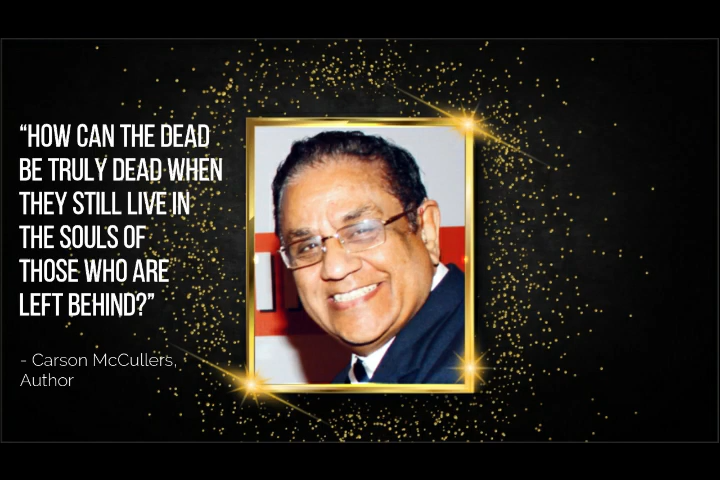 “HOW CAN THE DEAD
BE TRULY DEAD WHEN
THEY STILL LIVE IN
THE SOULS OF
THOSE WHO ARE
LEFT BEHIND?”
- Carson McCullers,
Author